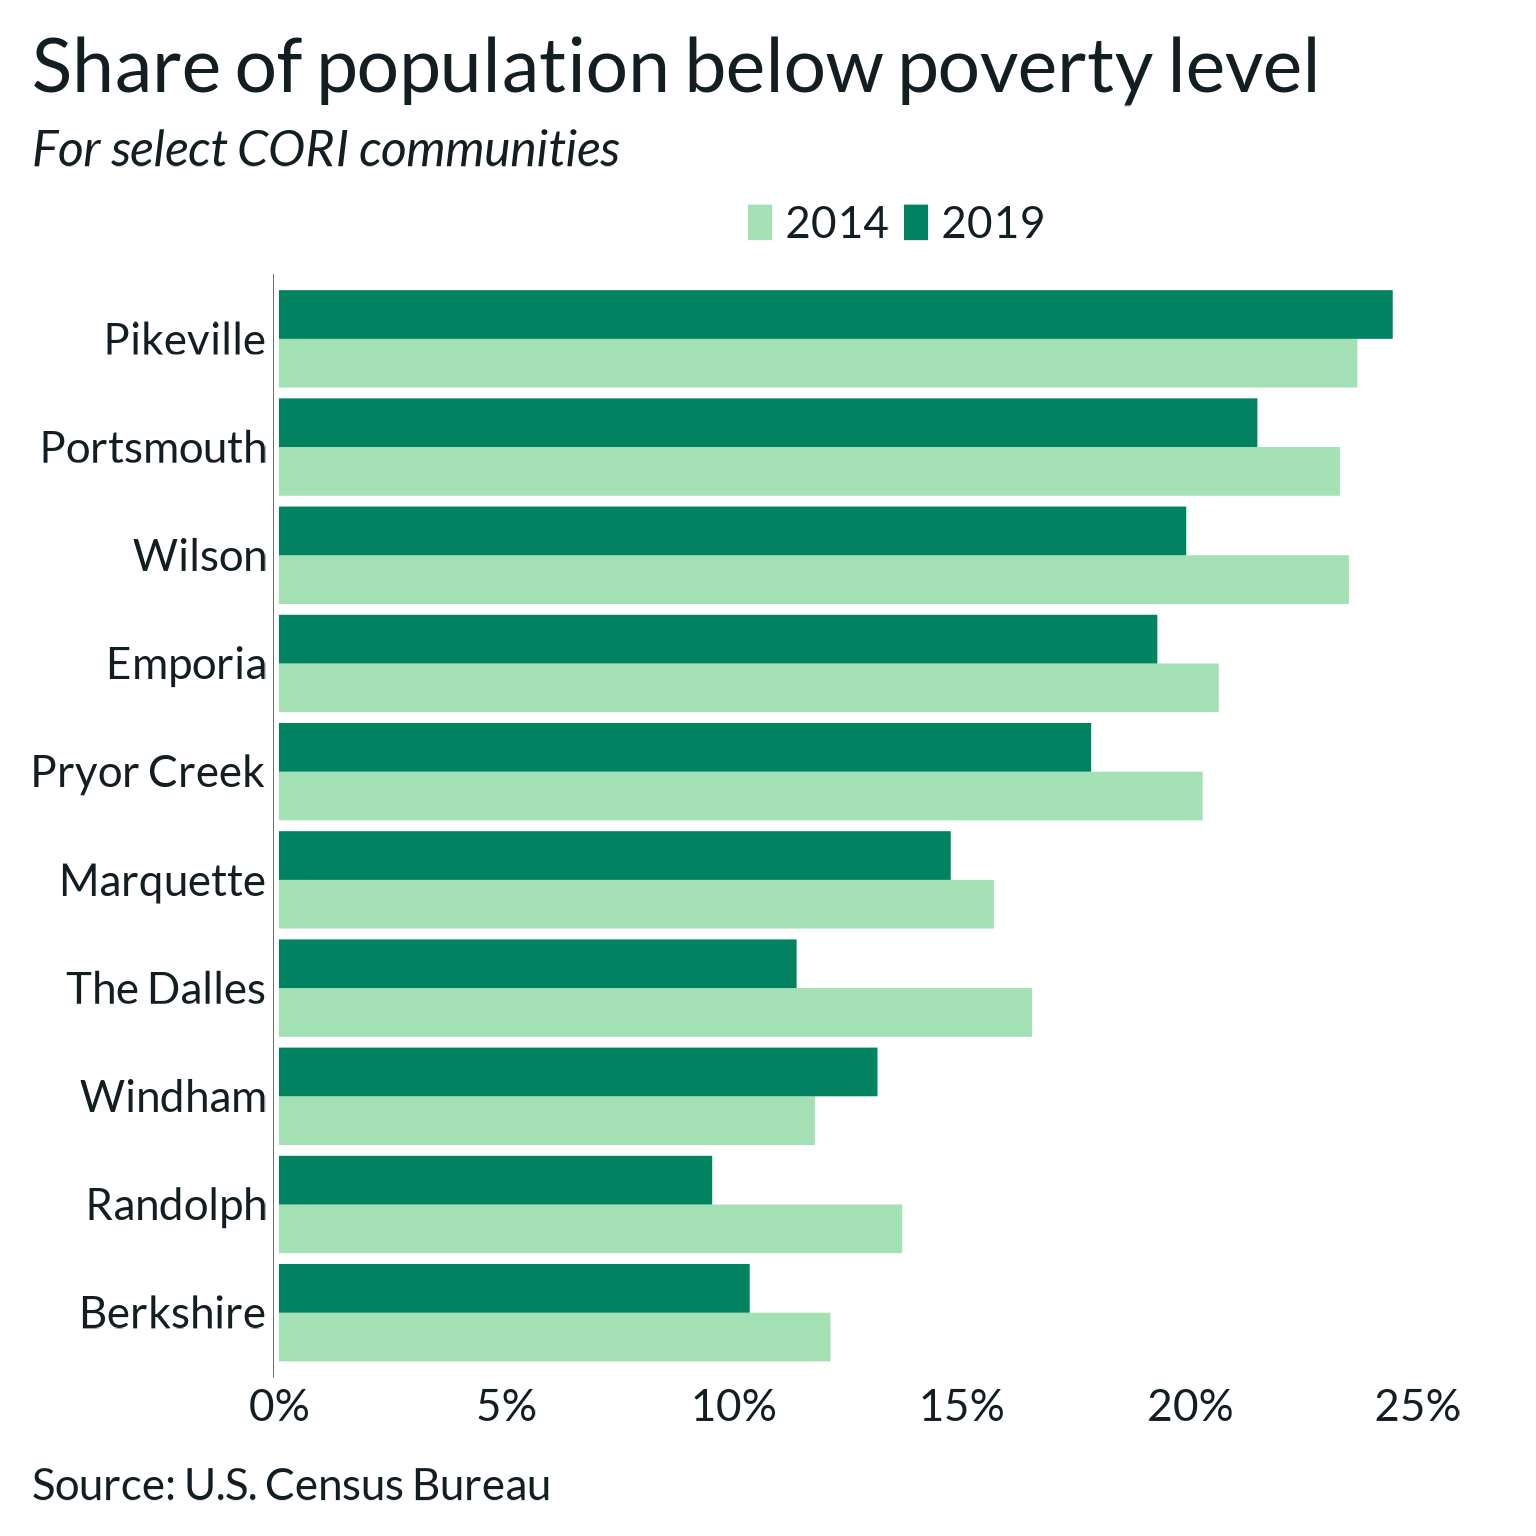 Share of population below poverty level
For select CORI communities
2014 2019
Pikeville
Portsmouth
Wilson
Emporia
Pryor Creek
Marquette
The Dalles
Windham
Randolph
Berkshire
0% 5% 10% 15% 20% 25%
Source: U.S. Census Bureau